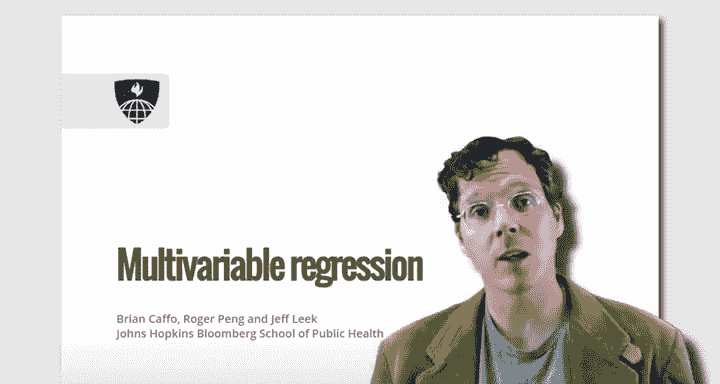 Multivariable regression
Brian Caffo, Roger Peng and Jeff Leek
Johns Hopkins Bloomberg School of Public Health